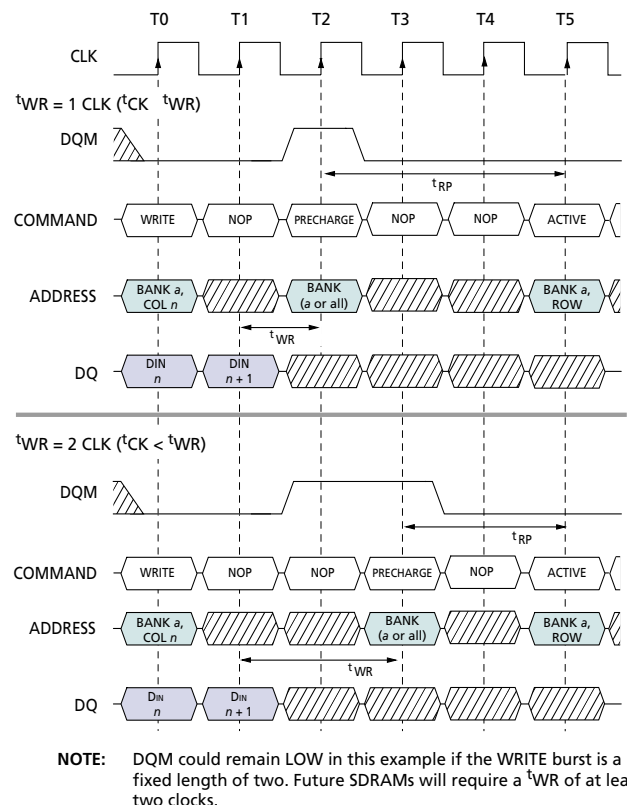 T0 T1 T2 T3 T4 T5
CLK
tWR = 1 CLK (tCK tWR)
DQM
tRP
COMMAND WRITE NOP PRECHARGE NOP NOP ACTIVE
ADDRESS BANK a, COL n BANK (a or all) BANK a, ROW
tWR
DQ DIN n DIN n + 1
tWR = 2 CLK (tCK < tWR)
DQM
tRP
COMMAND WRITE NOP NOP PRECHARGE NOP ACTIVE
ADDRESS BANK a, COL n BANK (a or all) BANK a, ROW
tWR
DQ DIN n DIN n + 1
NOTE: DQM could remain LOW in this example if the WRITE burst is a
fixed length of two. Future SDRAMs will require a tWR of at
two clocks.